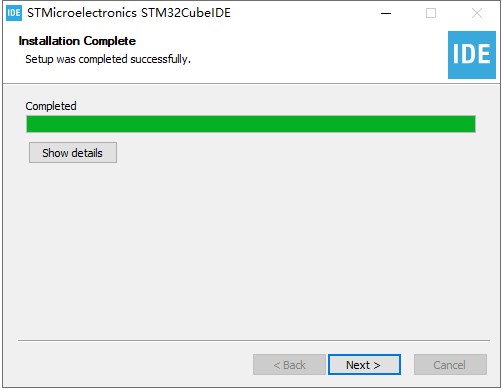 IDE STMicroelectronics STM32CubeIDE
Installation Complete
Setup was completed successfully.
IDE
Completed
Show details
< Back
Next >
Cancel